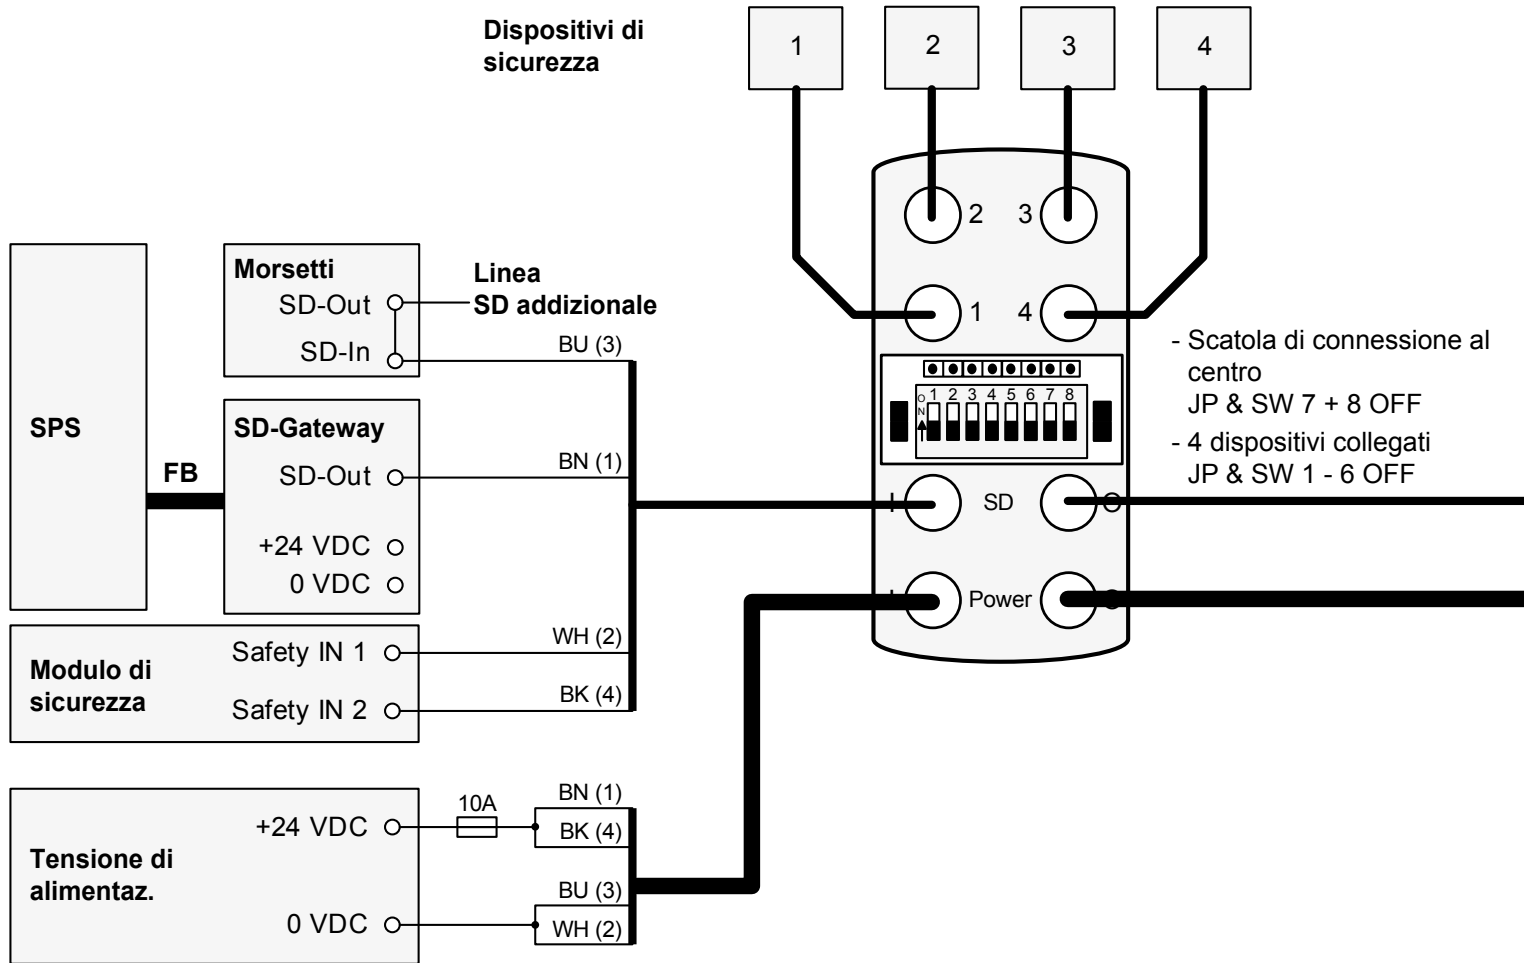 Dispositivi di
sicurezza
1
2
3
4
2
3
1
4
Morsetti
SD-Out
SD-In
Linea
SD addizionale
BU (3)
SPS
FB
SD-Gateway
SD-Out
+24 VDC
0 VDC
BN (1)
O
N
1 2 3 4 5 6 7 8
- Scatola di connessione al
centro
JP & SW 7 + 8 OFF
- 4 dispositivi collegati
JP & SW 1 - 6 OFF
I
SD
O
I
Power
O
Modulo di
sicurezza
Safety IN 1
Safety IN 2
WH (2)
BK (4)
Tensione di
alimentaz.
+24 VDC
0 VDC
10A
BN (1)
BK (4)
BU (3)
WH (2)